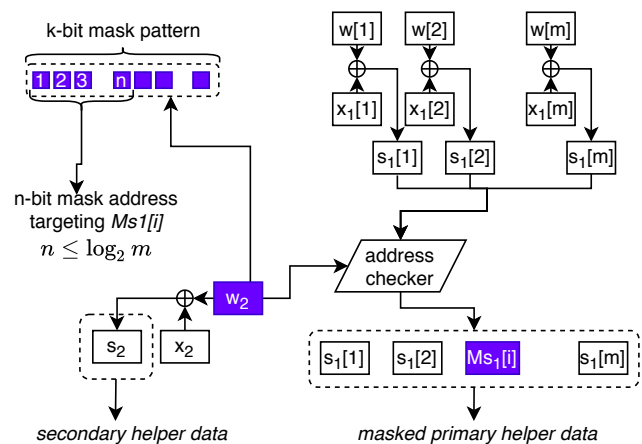 k-bit mask pattern
1 2 3 n
n-bit mask address
targeting Ms1[i]
n ≤ log₂ m
w[1] w[2] w[m]
x₁[1] x₁[2] x₁[m]
s₁[1] s₁[2] s₁[m]
address
checker
w₂
s₂ x₂
s₁[1] s₁[2] Ms₁[i] s₁[m]
secondary helper data
masked primary helper data